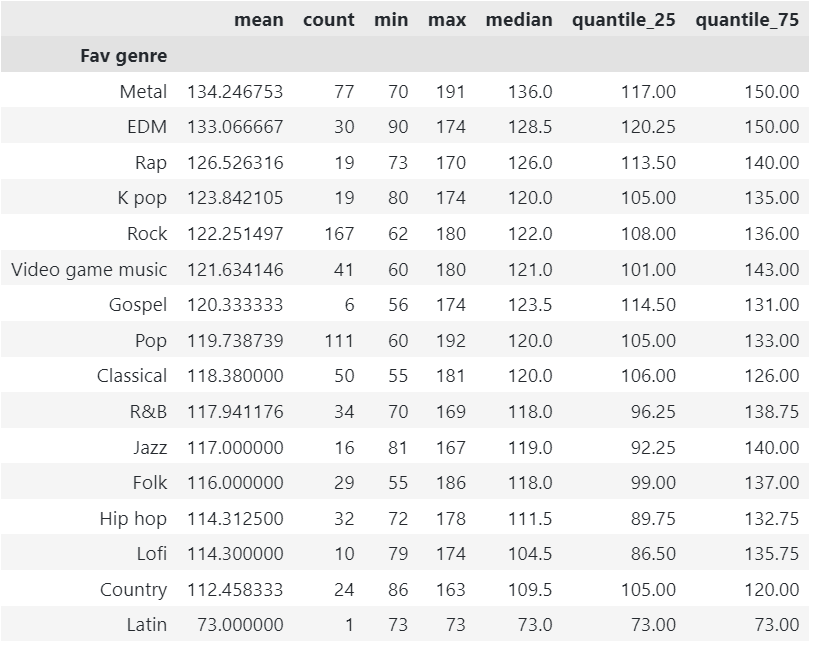 mean count min max median quantile_25 quantile_75
Fav genre
Metal 134.246753 77 70 191 136.0 117.00 150.00
EDM 133.066667 30 90 174 128.5 120.25 150.00
Rap 126.526316 19 73 170 126.0 113.50 140.00
K pop 123.842105 19 80 174 120.0 105.00 135.00
Rock 122.251497 167 62 180 122.0 108.00 136.00
Video game music 121.634146 41 60 180 121.0 101.00 143.00
Gospel 120.333333 6 56 174 123.5 114.50 131.00
Pop 119.738739 111 60 192 120.0 105.00 133.00
Classical 118.380000 50 55 181 120.0 106.00 126.00
R&B 117.941176 34 70 169 118.0 96.25 138.75
Jazz 117.000000 16 81 167 119.0 92.25 140.00
Folk 116.000000 29 55 186 118.0 99.00 137.00
Hip hop 114.312500 32 72 178 111.5 89.75 132.75
Lofi 114.300000 10 79 174 104.5 86.50 135.75
Country 112.458333 24 86 163 109.5 105.00 120.00
Latin 73.000000 1 73 73 73.0 73.00 73.00